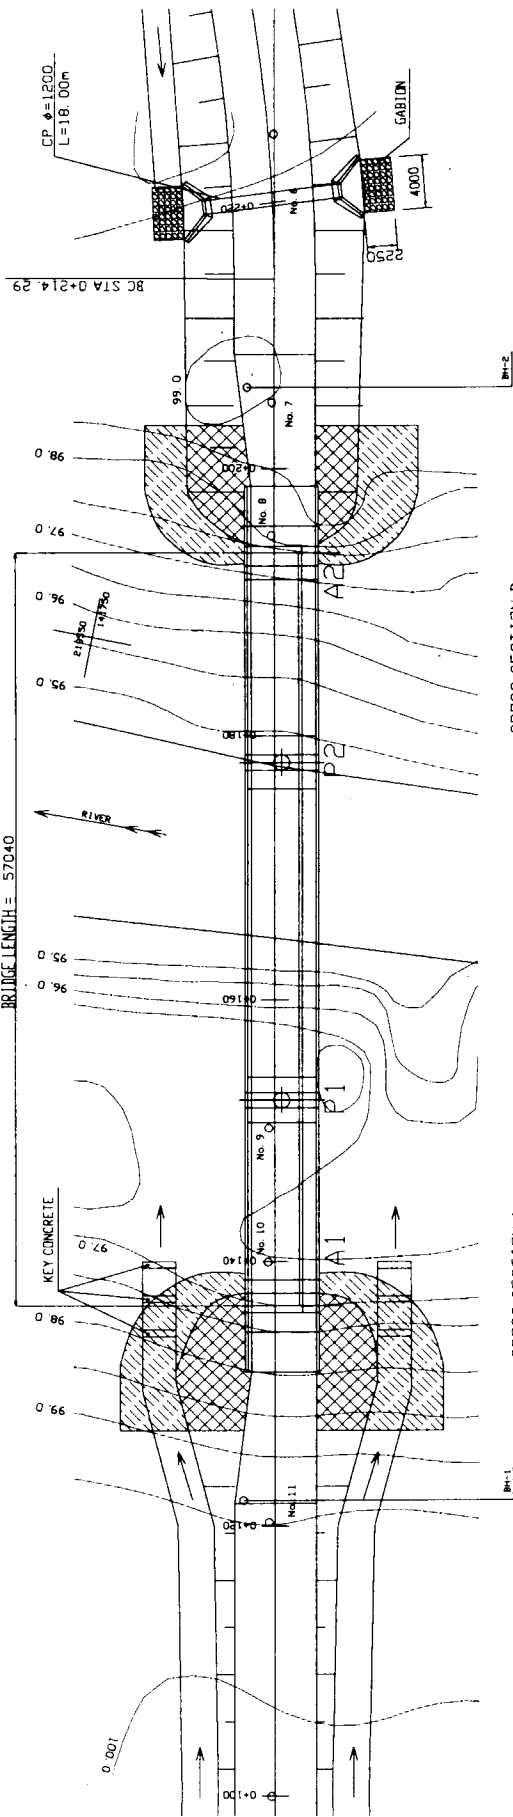 CP ϕ=1200
L=18.00m
GABION
4000
2250
No. 6
0+220
BC STA 0+214.29
BH-2
99.0
No. 7
0+200
98.0
No. 8
97.0
A2
96.0
95.0
0+180
P2
RIVER
BRIDGE LENGTH = 57040
95.0
96.0
0+160
P1
No. 9
KEY CONCRETE
97.0
No. 10
0+140
A1
98.0
99.0
BH-1
No. 11
0+120
100.0
0+100